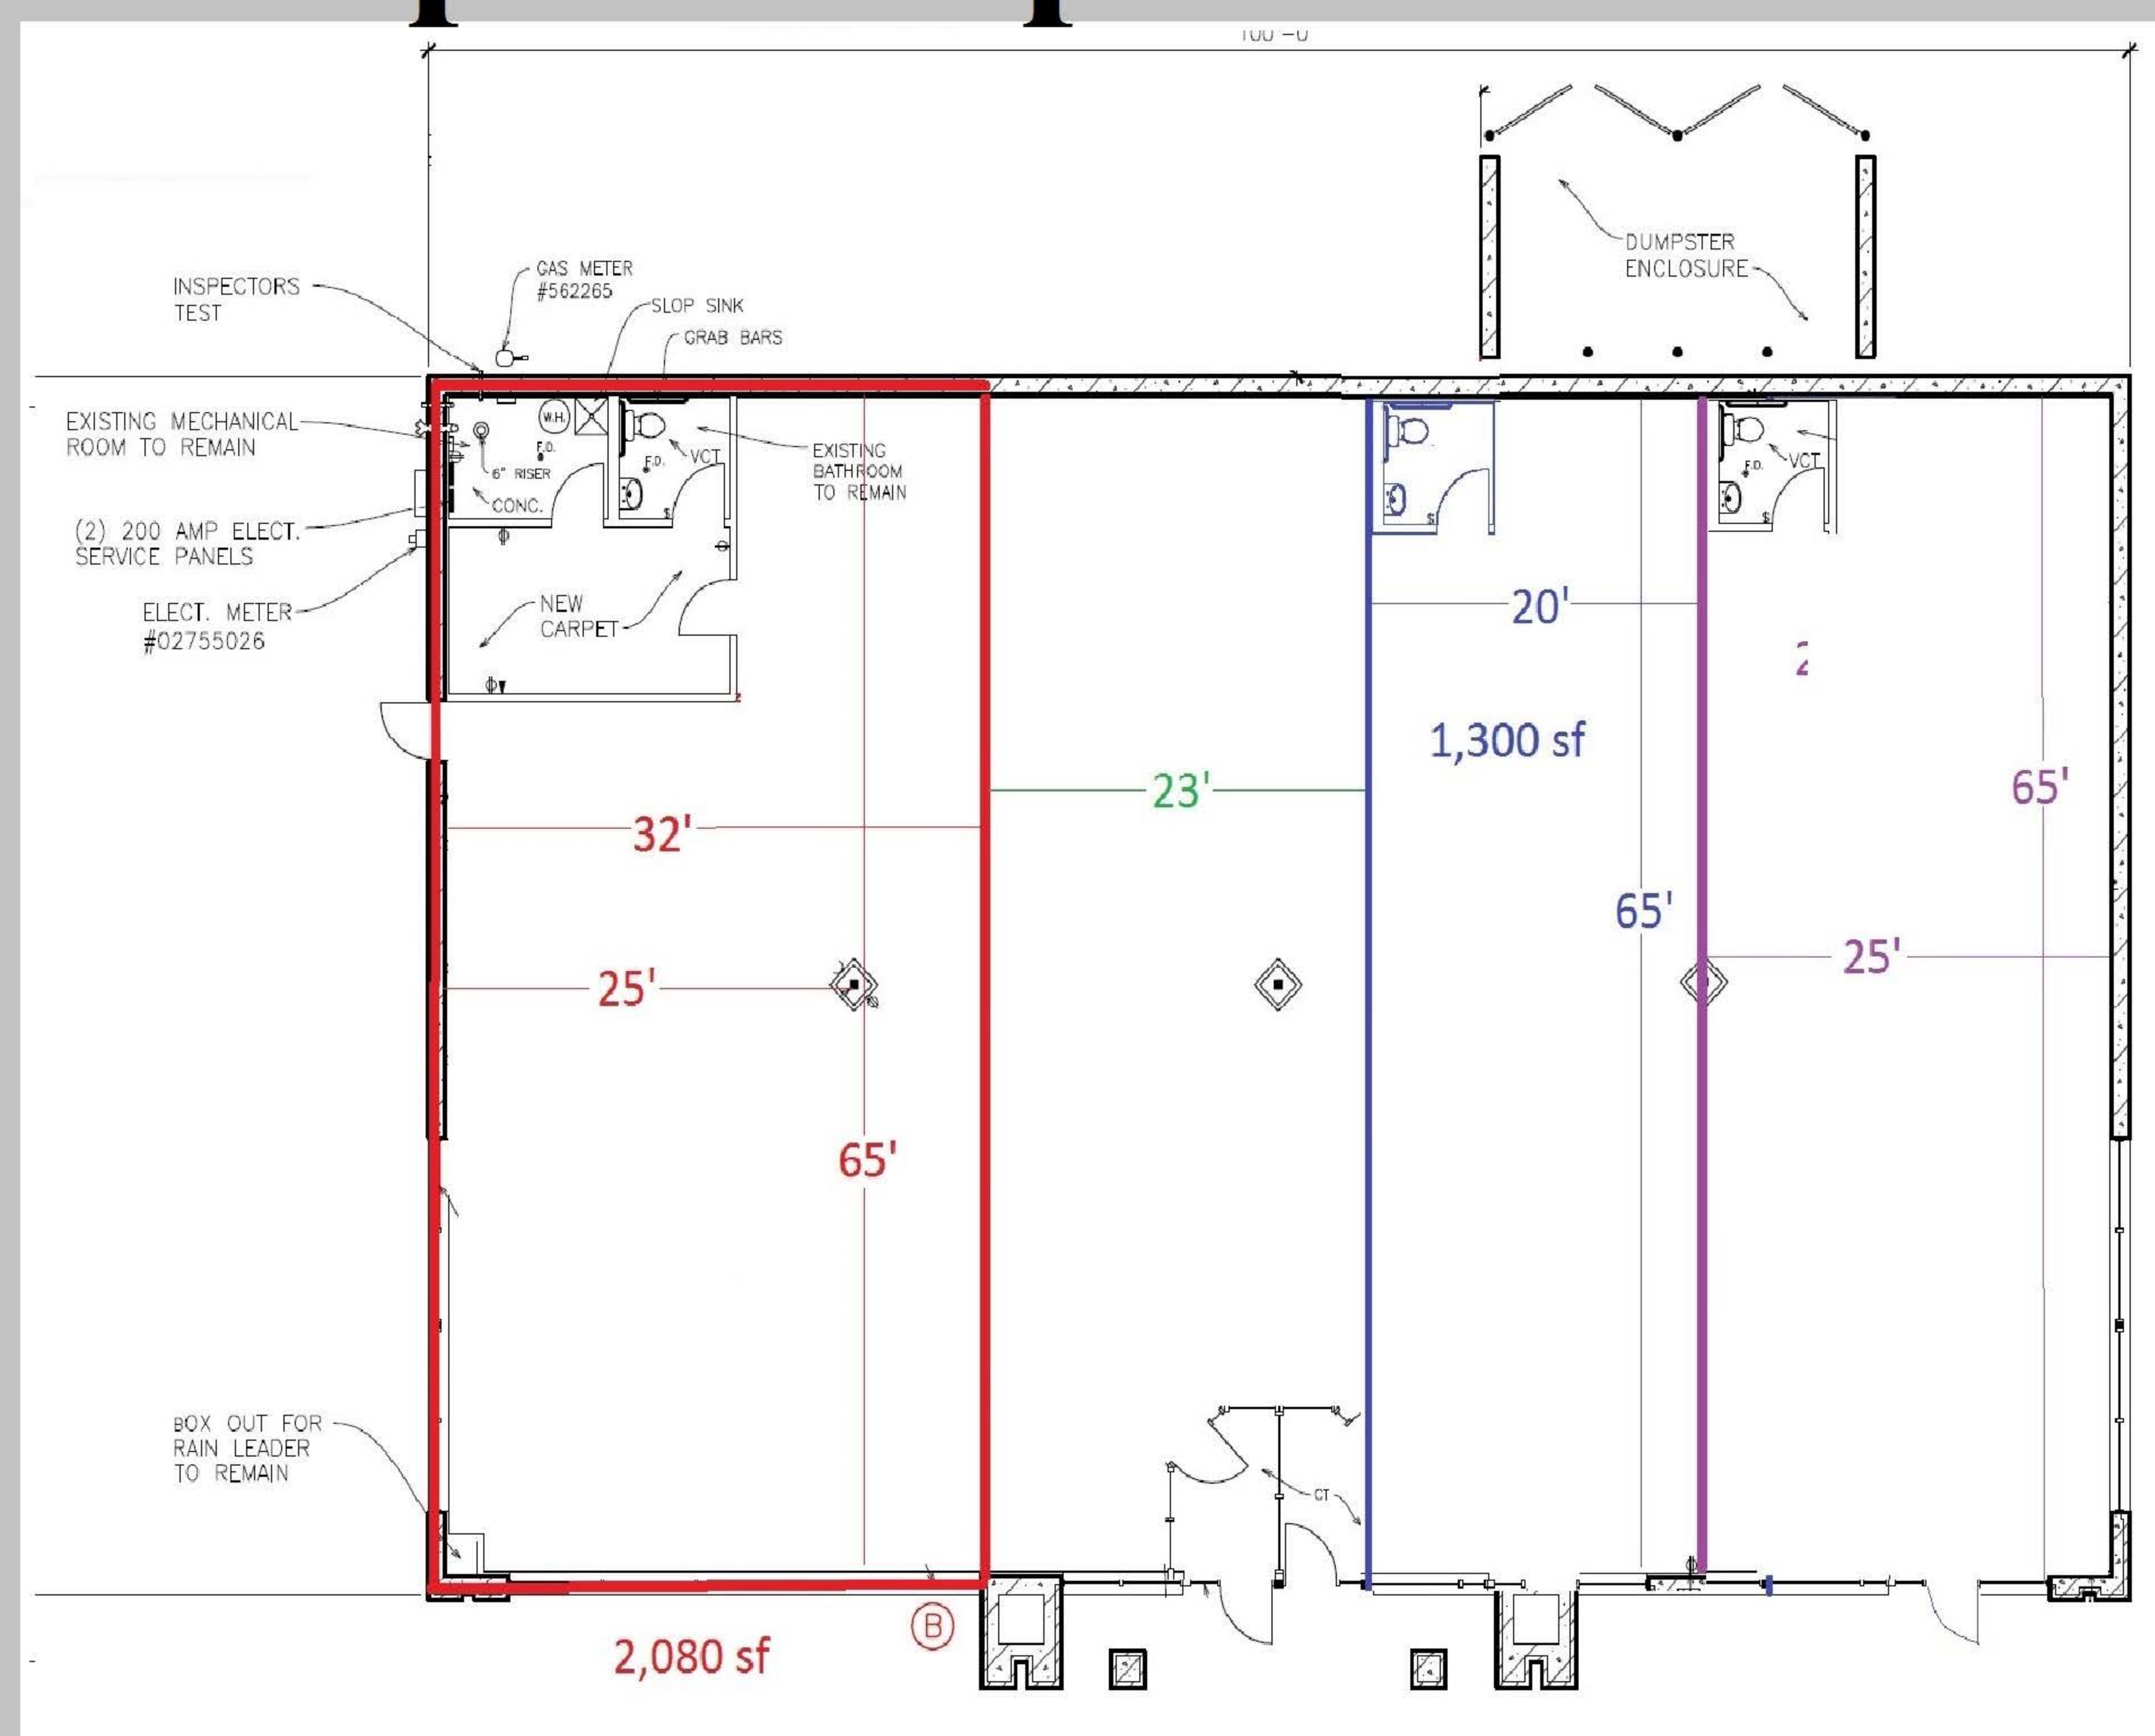 100'-0"
DUMPSTER
ENCLOSURE
GAS METER
#562265
INSPECTORS
TEST
SLOP SINK
GRAB BARS
EXISTING MECHANICAL
ROOM TO REMAIN
W.H.
F.D.
6" RISER
CONC.
F.D.
VCT
EXISTING
BATHROOM
TO REMAIN
F.D.
VCT
(2) 200 AMP ELECT.
SERVICE PANELS
ELECT. METER
#02755026
NEW
CARPET
20'
2
1,300 sf
23'
65'
32'
65'
25'
25'
65'
BOX OUT FOR
RAIN LEADER
TO REMAIN
CT
B
2,080 sf